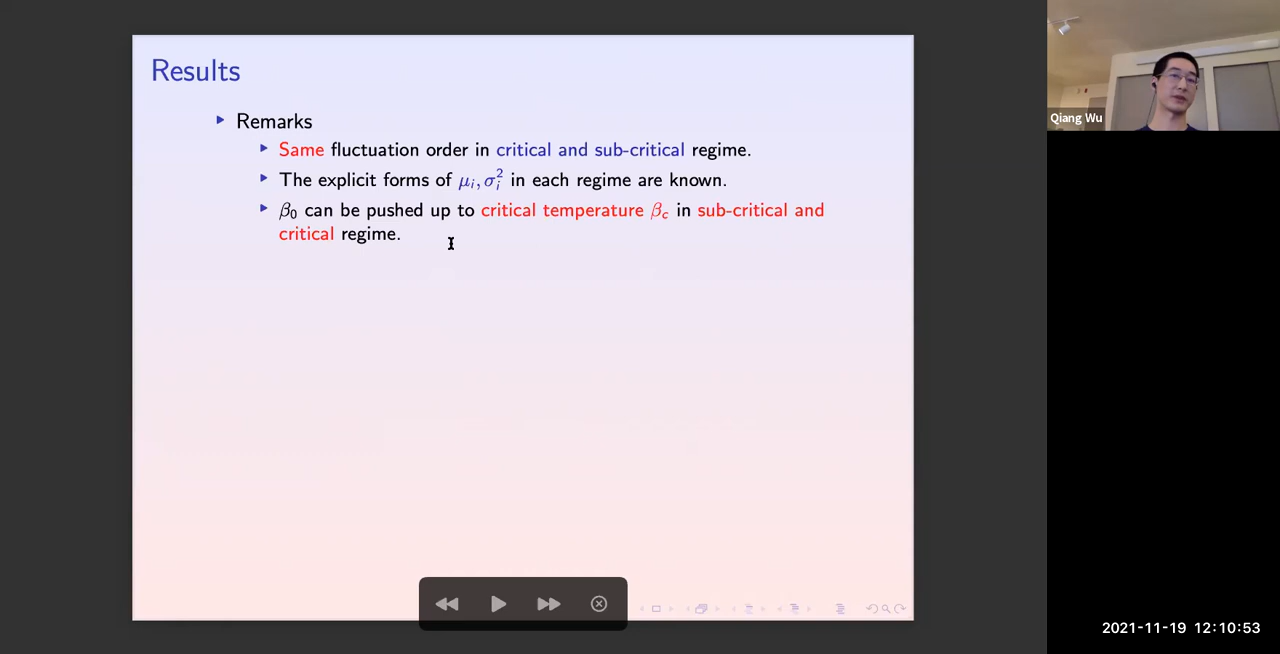 Results
Remarks
Same fluctuation order in critical and sub-critical regime.
The explicit forms of μᵢ, σᵢ² in each regime are known.
β₀ can be pushed up to critical temperature β_c in sub-critical and
critical regime.
Qiang Wu
2021-11-19 12:10:53